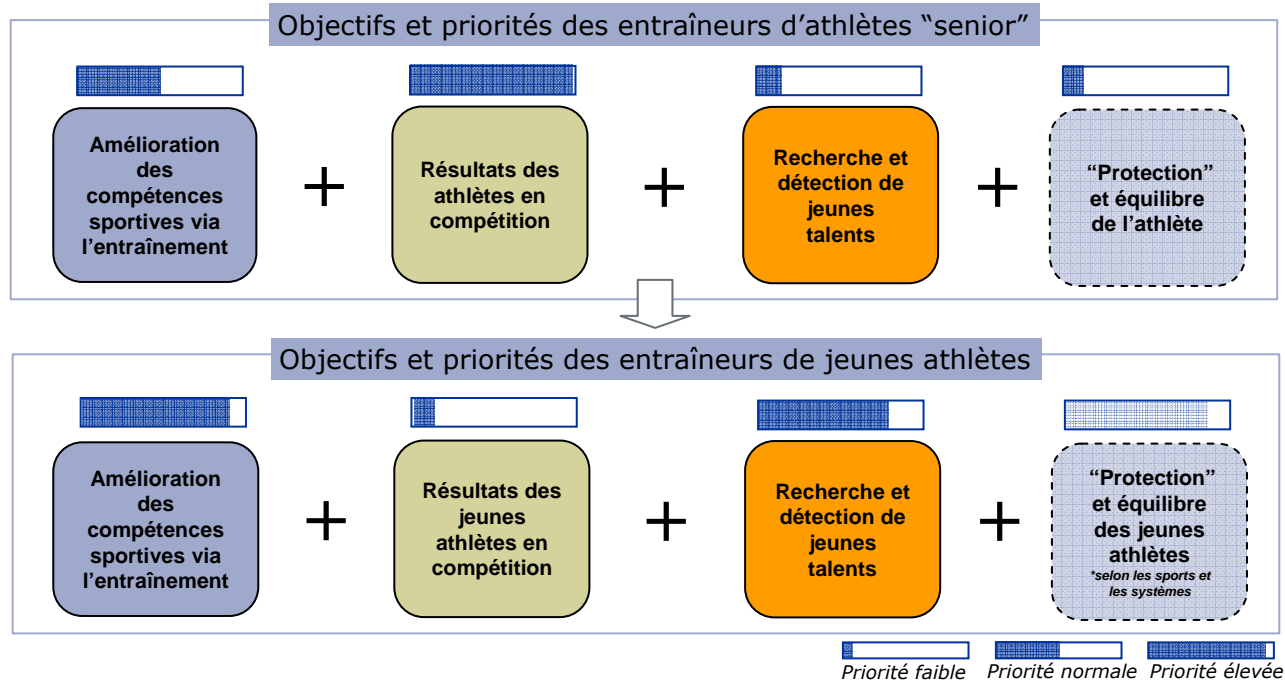 Objectifs et priorités des entraîneurs d’athlètes “senior”
Amélioration
des
compétences
sportives via
l’entraînement
+
Résultats des
athlètes en
compétition
+
Recherche et
détection de
jeunes
talents
+
“Protection”
et équilibre
de l’athlète
Objectifs et priorités des entraîneurs de jeunes athlètes
Amélioration
des
compétences
sportives via
l’entraînement
+
Résultats des
jeunes
athlètes en
compétition
+
Recherche et
détection de
jeunes
talents
+
“Protection”
et équilibre
des jeunes
athlètes
*selon les sports et
les systèmes
Priorité faible
Priorité normale
Priorité élevée